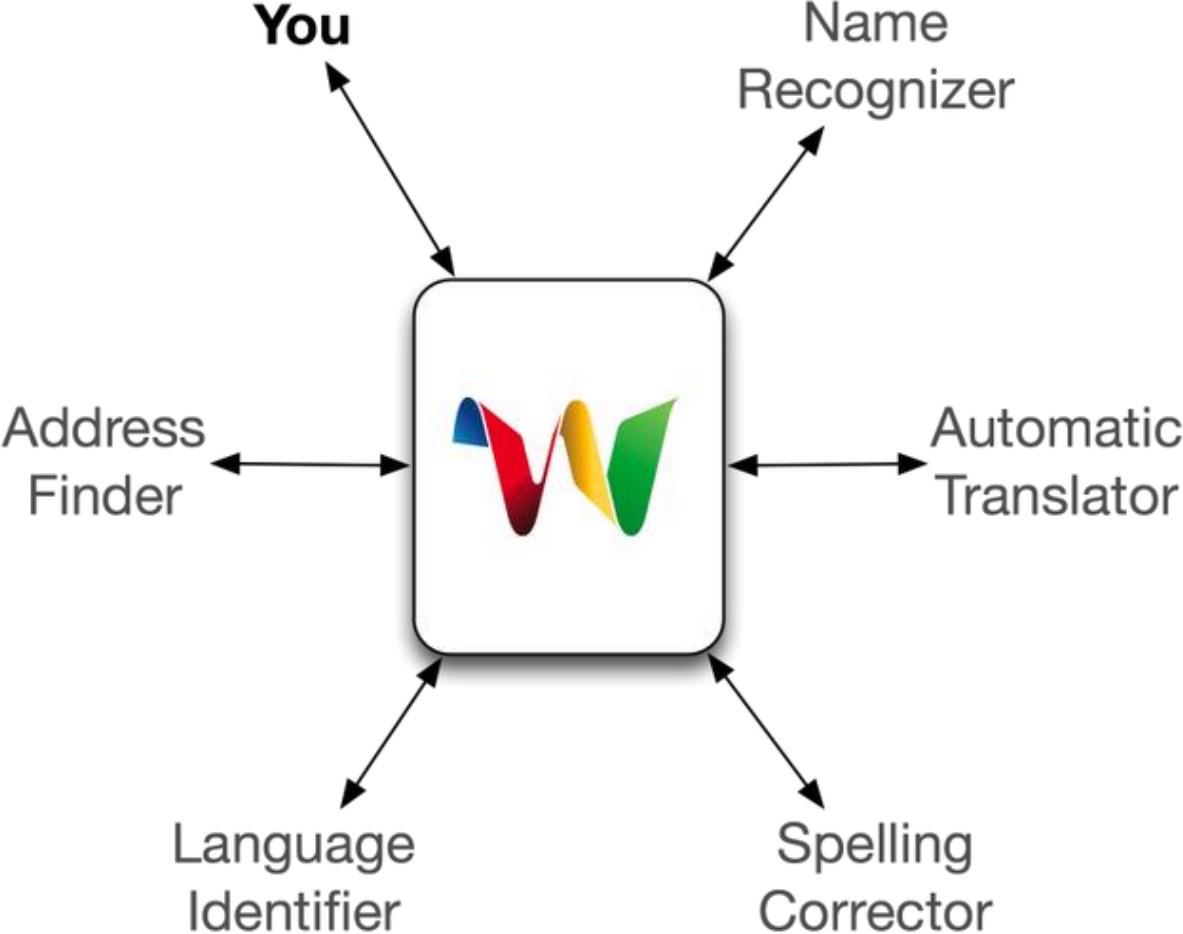 You
Name
Recognizer
Address
Finder
Automatic
Translator
Language
Identifier
Spelling
Corrector